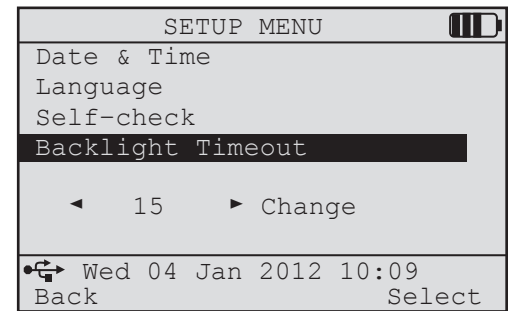 SETUP MENU
Date & Time
Language
Self-check
Backlight Timeout
◄ 15 ► Change
Wed 04 Jan 2012 10:09
Back Select